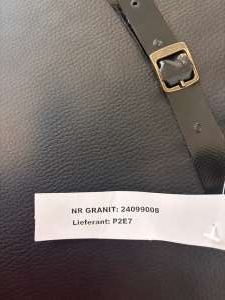 NR GRANIT: 24099008
Lieferant: P2E7